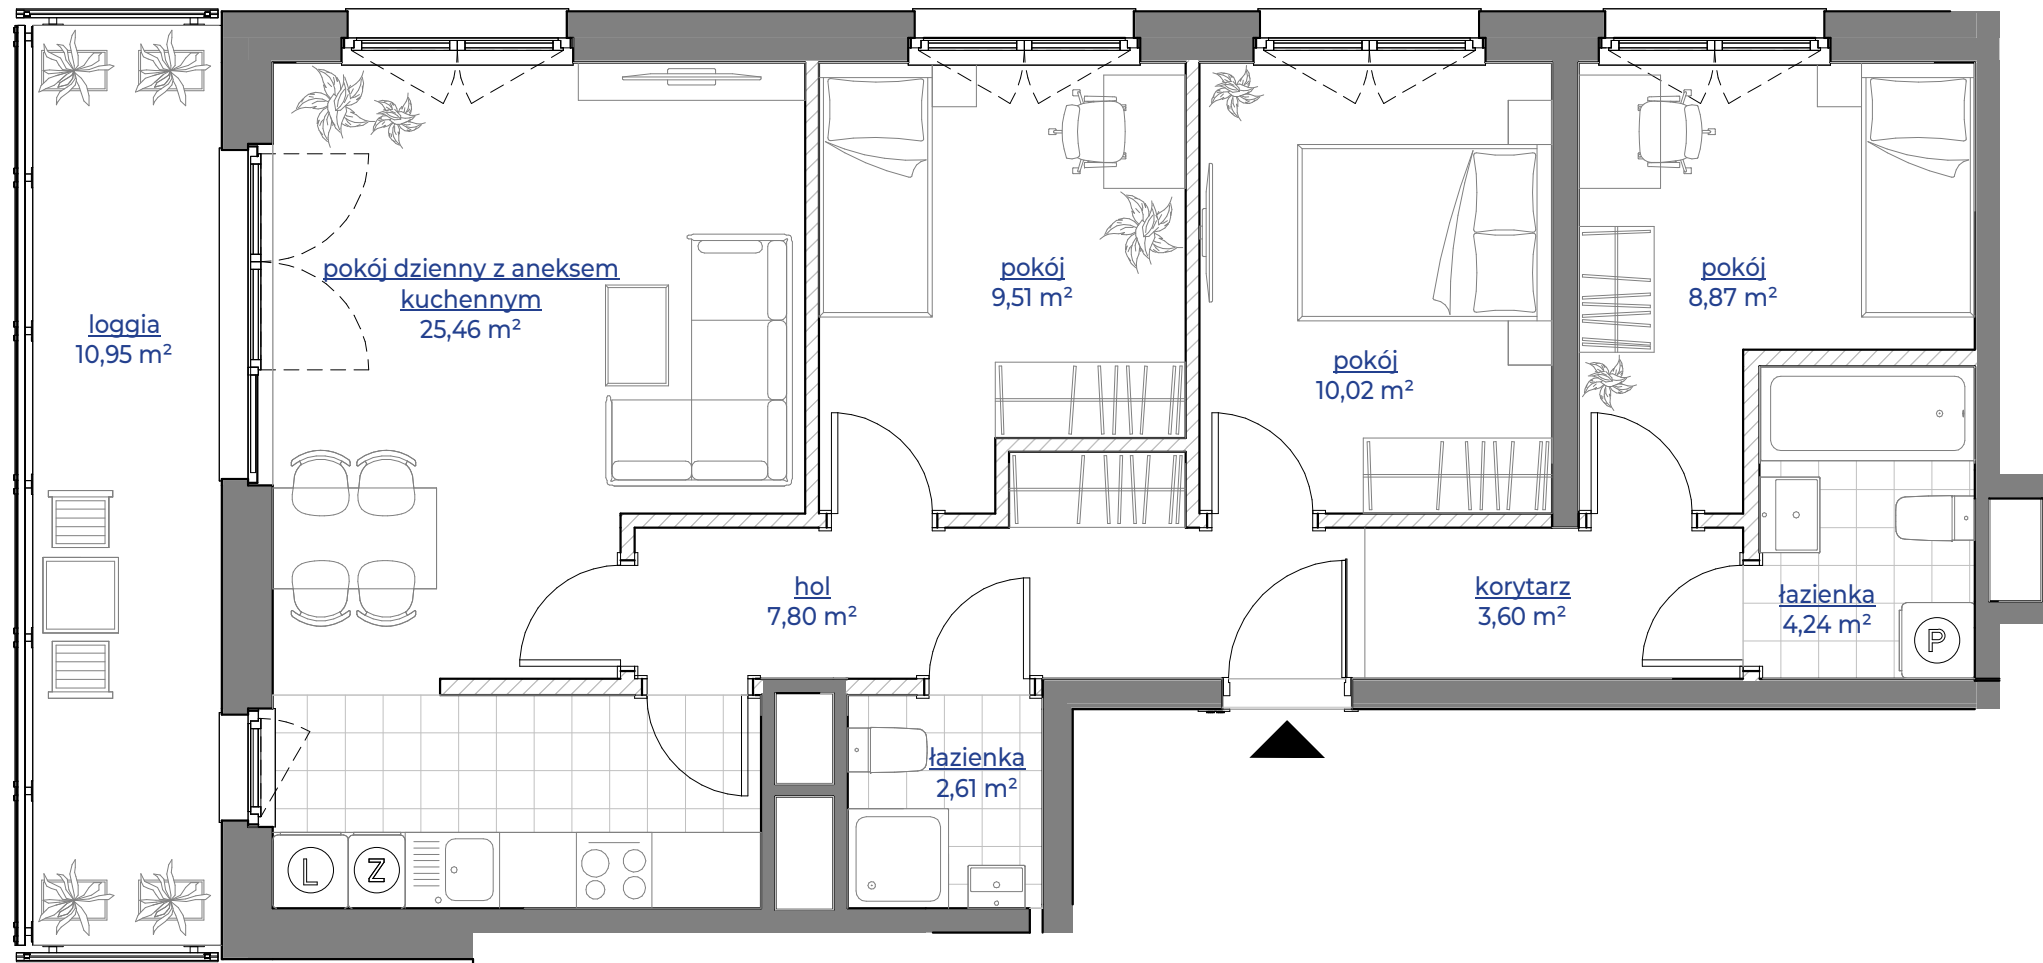 loggia
10,95 m²
pokój dzienny z aneksem
kuchennym
25,46 m²
pokój
9,51 m²
pokój
10,02 m²
pokój
8,87 m²
hol
7,80 m²
korytarz
3,60 m²
łazienka
4,24 m²
P
łazienka
2,61 m²
L
Z